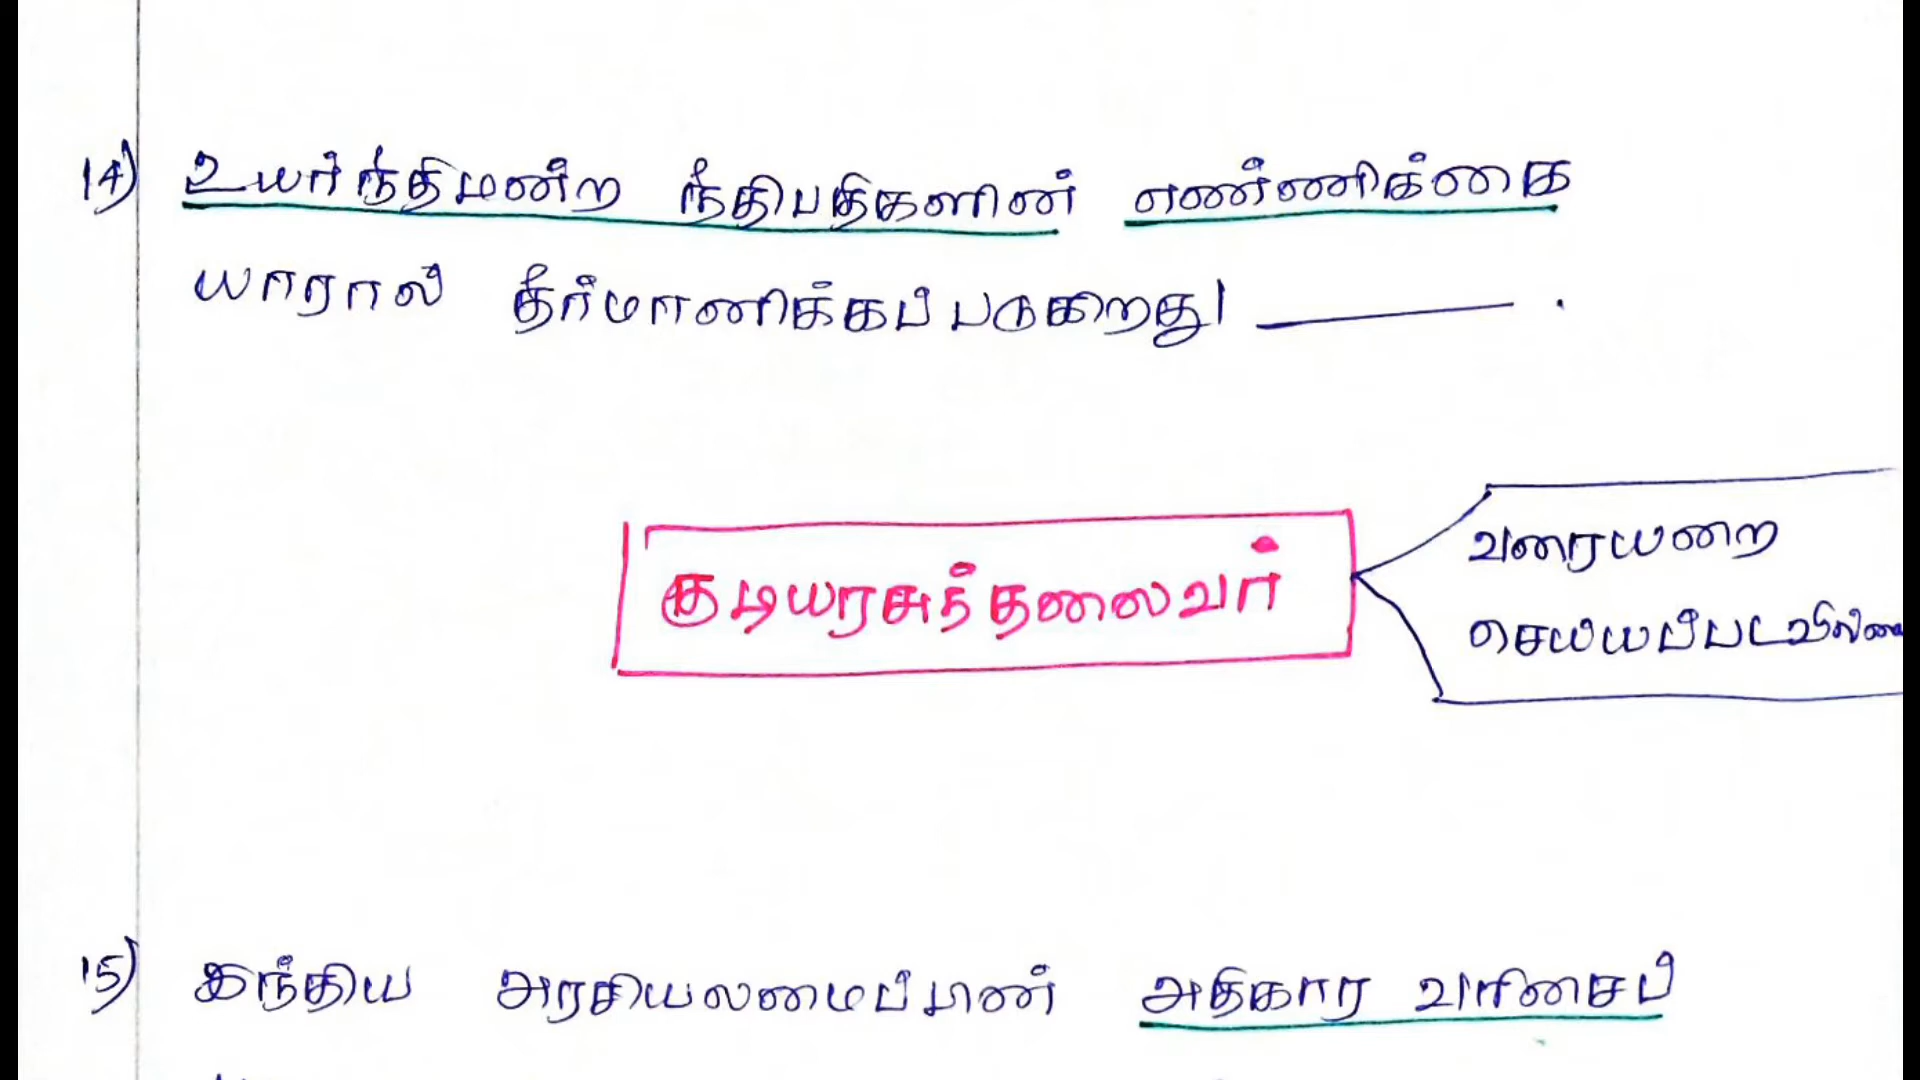 14) உயர்நீதிமன்ற நீதிபதிகளின் எண்ணிக்கை
யாரால் தீர்மானிக்கப்படுகிறது। ______ .
குடியரசுத்தலைவர்
வரையறை
செய்யப்படவில்லை
15) இந்திய அரசியலமைப்பின் அதிகார வரிசைப்